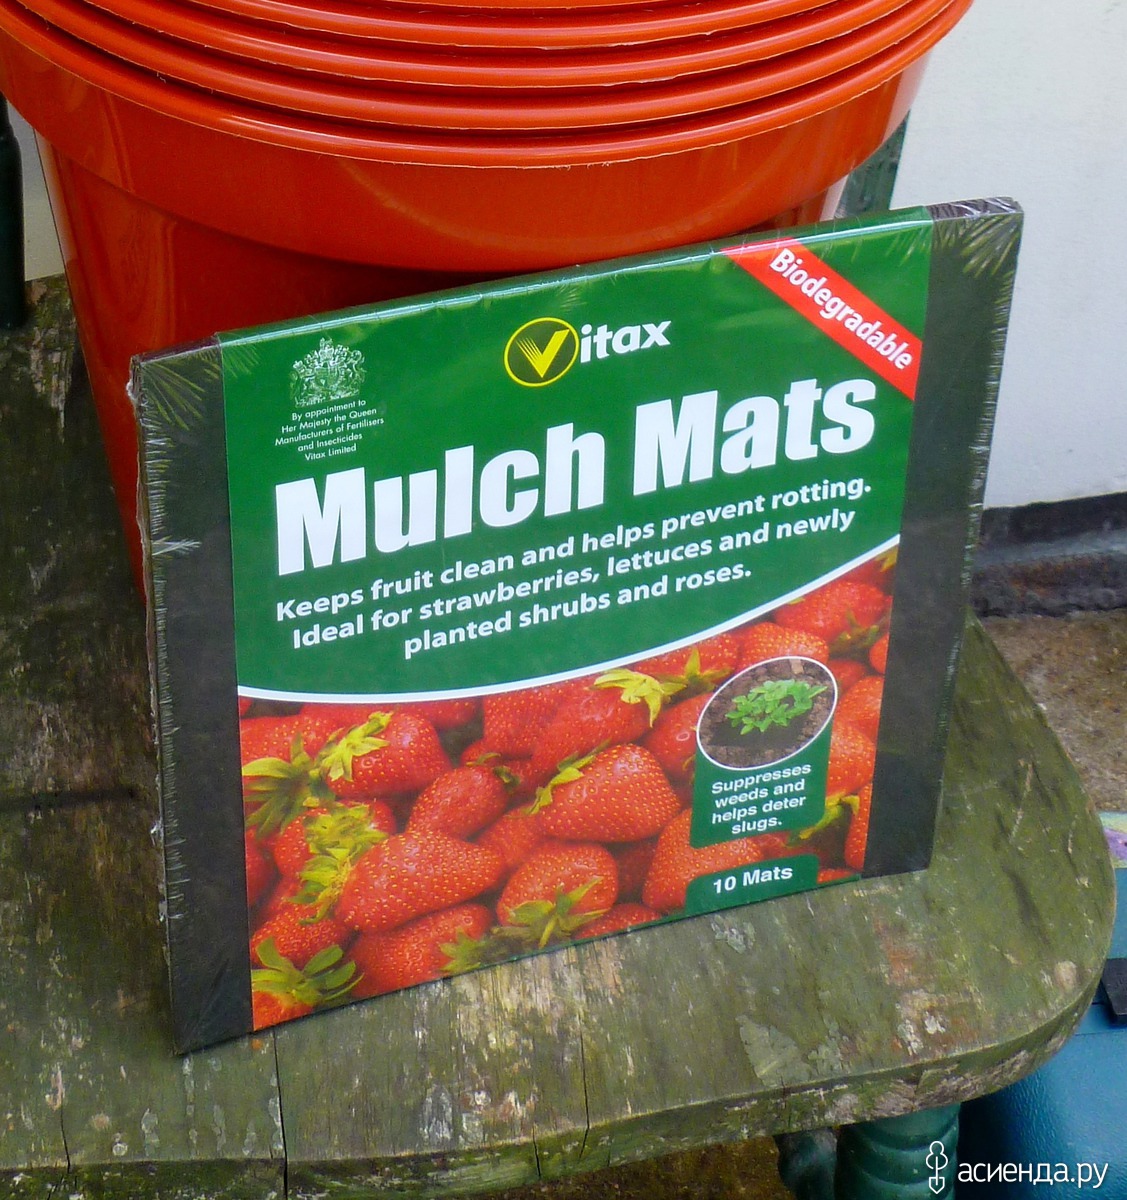 Biodegradable
Vitax
By appointment to
Her Majesty the Queen
Manufacturers of Fertilisers
and Insecticides
Vitax Limited
Mulch Mats
Keeps fruit clean and helps prevent rotting.
Ideal for strawberries, lettuces and newly
planted shrubs and roses.
Suppresses
weeds and
helps deter
slugs.
10 Mats
асиенда.ру